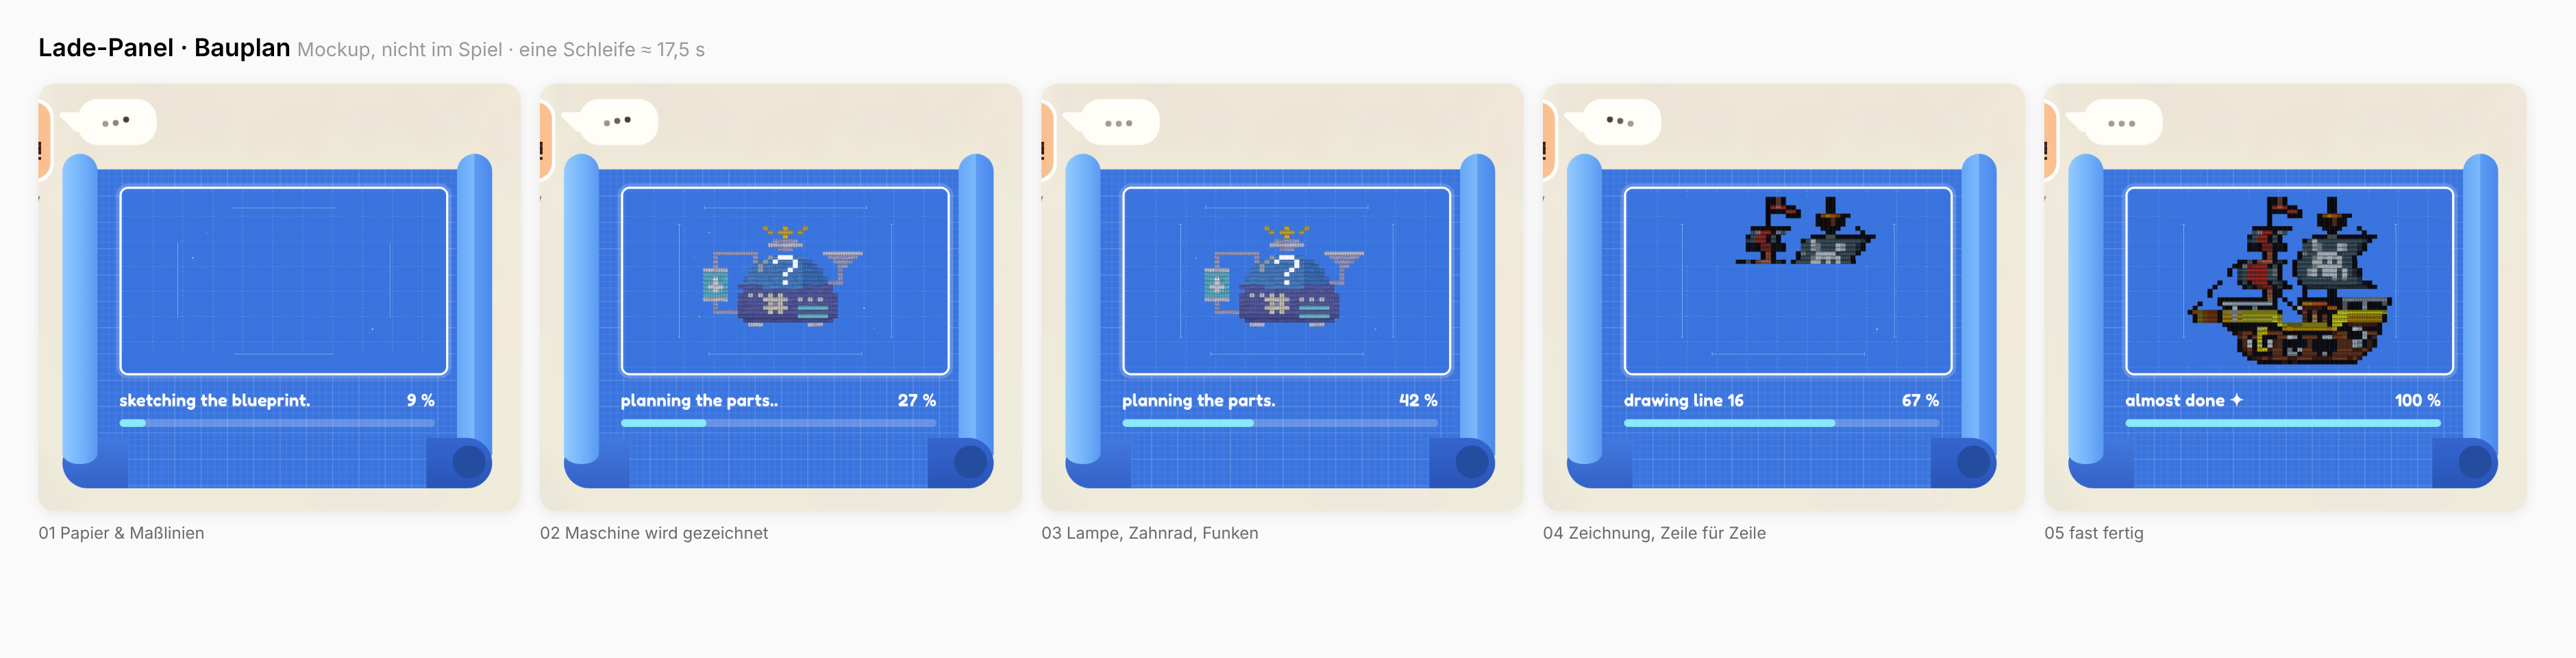 Lade-Panel · Bauplan Mockup, nicht im Spiel · eine Schleife ≈ 17,5 s
!
sketching the blueprint. 9 %
01 Papier & Maßlinien
!
planning the parts.. 27 %
02 Maschine wird gezeichnet
!
planning the parts. 42 %
03 Lampe, Zahnrad, Funken
!
drawing line 16 67 %
04 Zeichnung, Zeile für Zeile
!
almost done ✦ 100 %
05 fast fertig